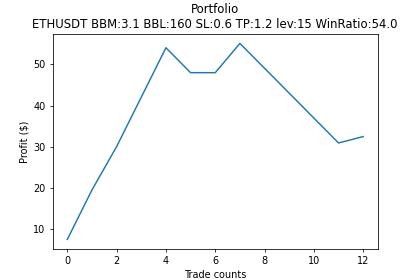 Portfolio
ETHUSDT BBM:3.1 BBL:160 SL:0.6 TP:1.2 lev:15 WinRatio:54.0
50
40
30
20
10
Profit ($)
0 2 4 6 8 10 12
Trade counts